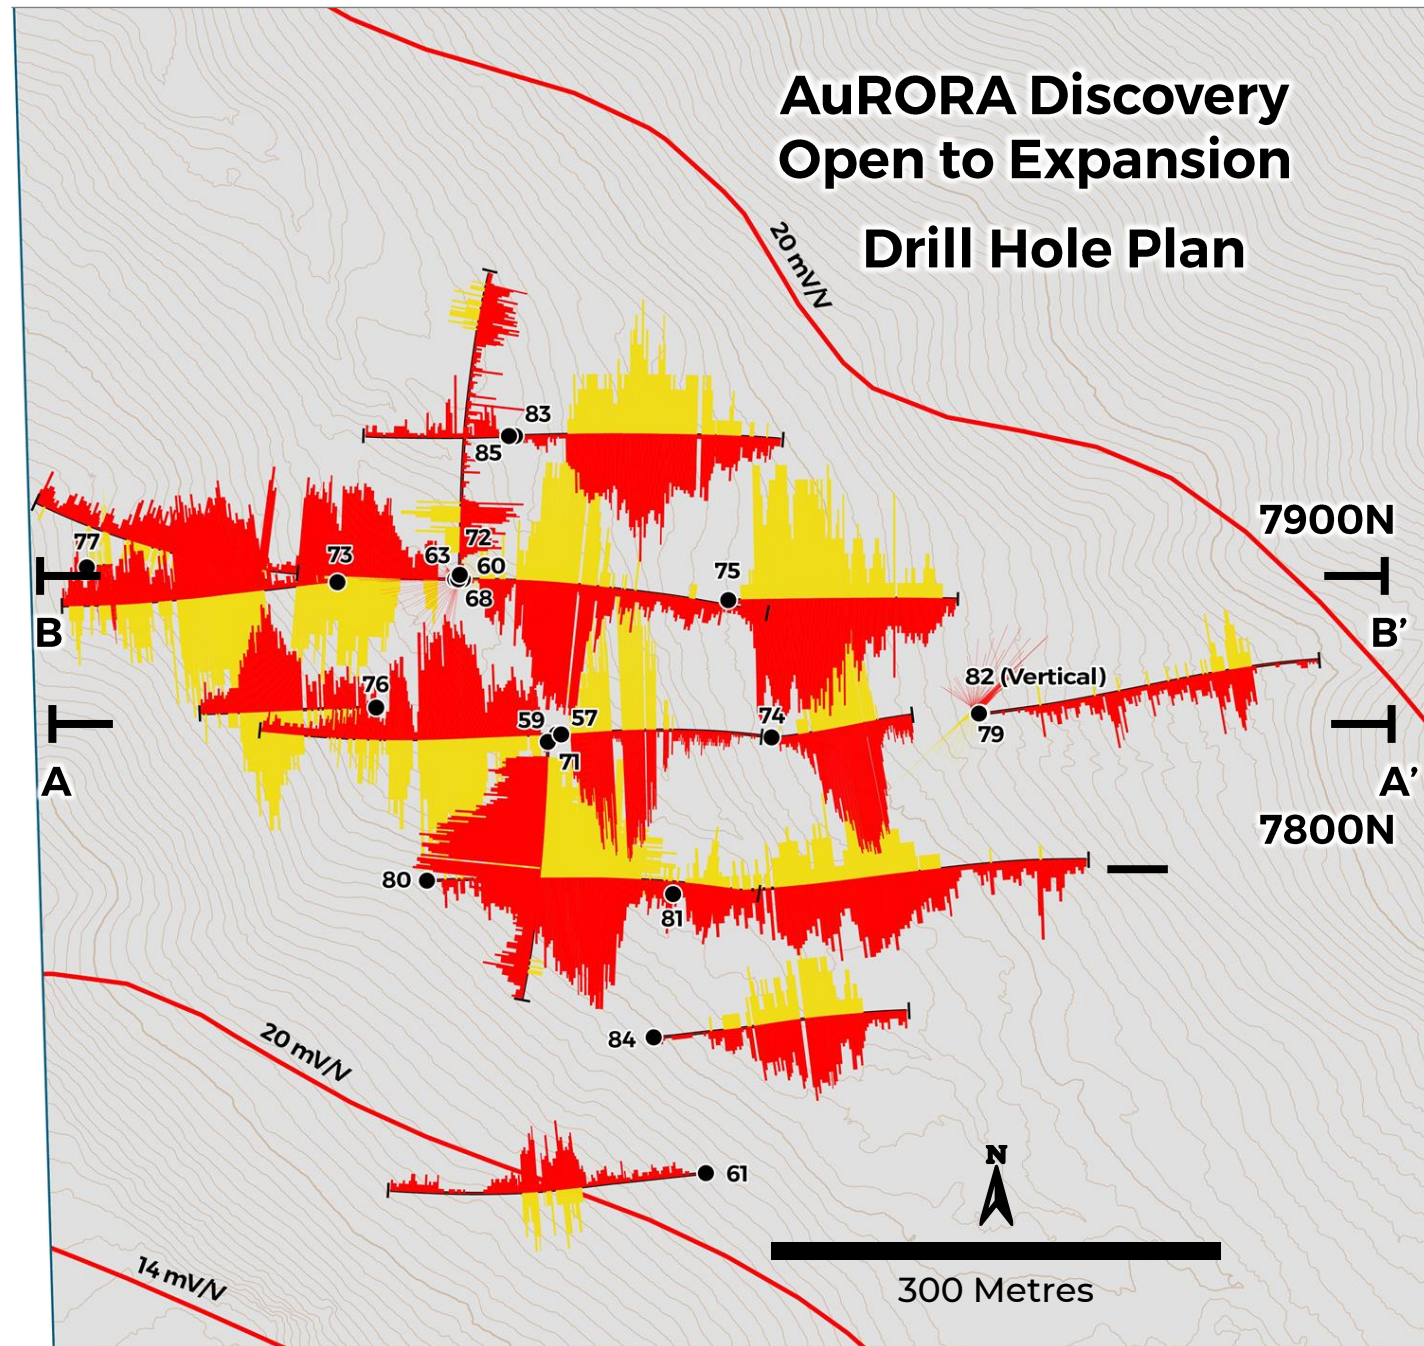 AuRORA Discovery
Open to Expansion
Drill Hole Plan
20 mV/V
83
85
7900N
77
73
63
72
60
68
75
B
B’
82 (Vertical)
76
59
57
74
79
71
A
A’
7800N
80
81
20 mV/V
84
61
N
14 mV/V
300 Metres